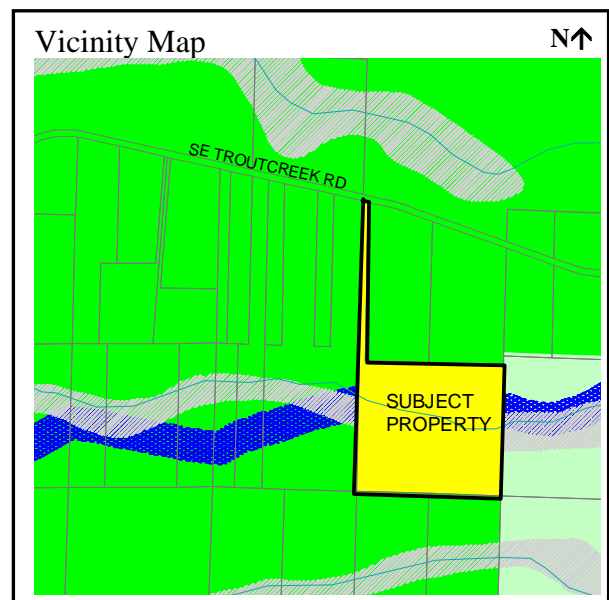 Vicinity Map
N↑
SE TROUTCREEK RD
SUBJECT
PROPERTY